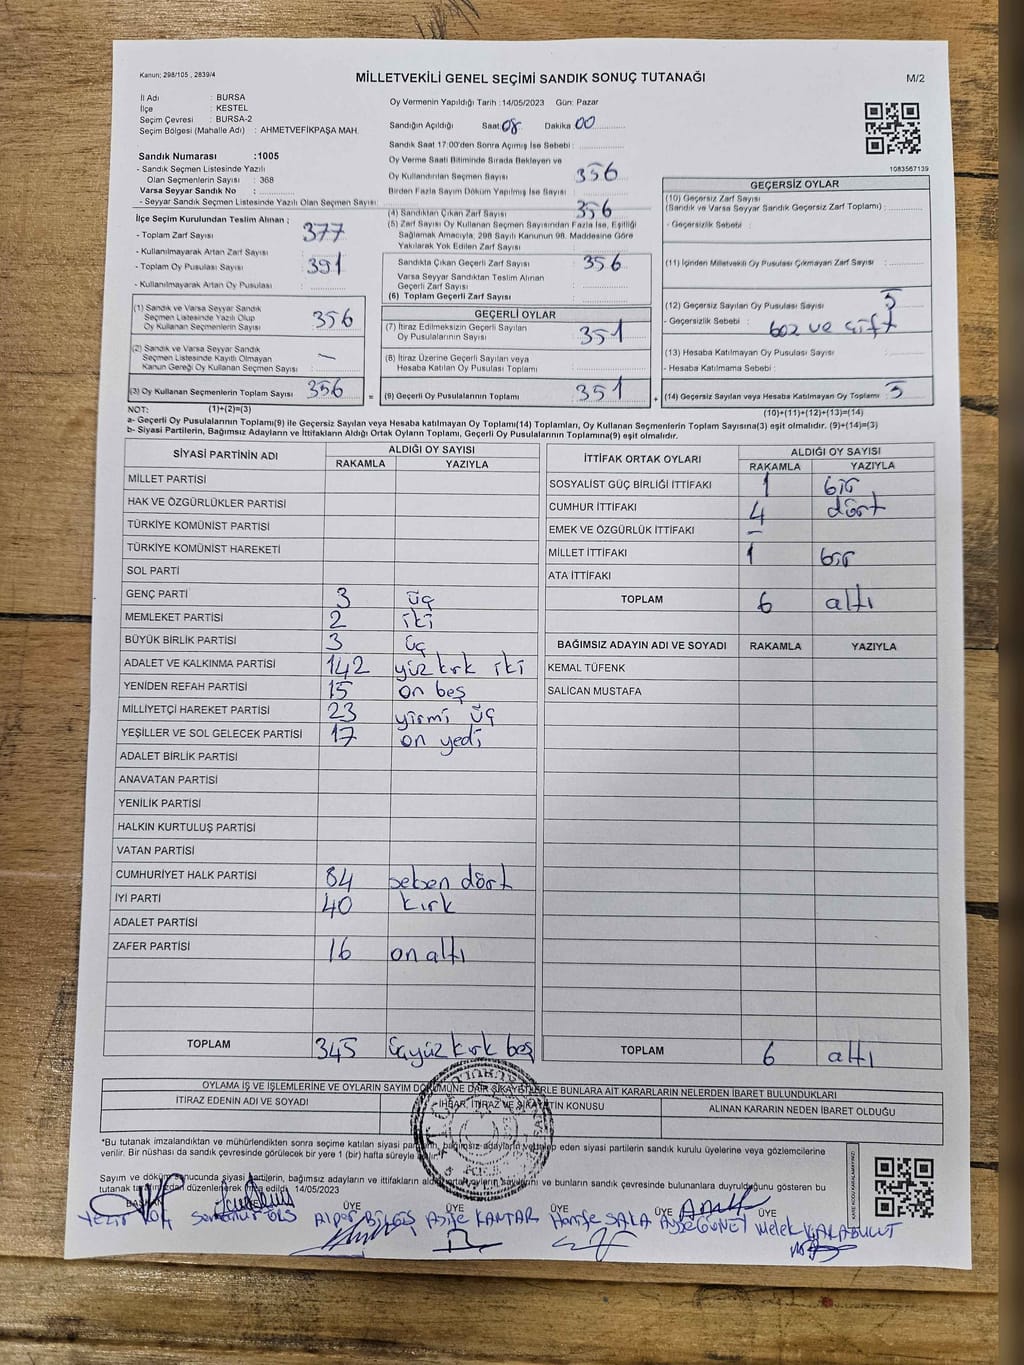 Kanun; 298/105 , 2839/4
MİLLETVEKİLİ GENEL SEÇİMİ SANDIK SONUÇ TUTANAĞI
M/2
İl Adı : BURSA
İlçe : KESTEL
Seçim Çevresi : BURSA-2
Seçim Bölgesi (Mahalle Adı) : AHMETVEFİKPAŞA MAH.
Oy Vermenin Yapıldığı Tarih :14/05/2023 Gün: Pazar
Sandığın Açıldığı Saat 08 Dakika 00
Sandık Saat 17:00'den Sonra Açımış İse Sebebi :
Sandık Numarası :1005
- Sandık Seçmen Listesinde Yazılı
Olan Seçmenlerin Sayısı : 368
Varsa Seyyar Sandık No :
- Seyyar Sandık Seçmen Listesinde Yazılı Olan Seçmen Sayısı:
Oy Verme Saati Bitiminde Sırada Bekleyen ve
Oy Kullandırılan Seçmen Sayısı 356
Birden Fazla Sayım Döküm Yapılmış İse Sayısı
1083567139
İlçe Seçim Kurulundan Teslim Alınan ;
- Toplam Zarf Sayısı 377
- Kullanılmayarak Artan Zarf Sayısı
- Toplam Oy Pusulası Sayısı 391
- Kullanılmayarak Artan Oy Pusulası
(4) Sandıktan Çıkan Zarf Sayısı 356
(5) Zarf Sayısı Oy Kullanan Seçmen Sayısından Fazla İse, Eşitliği
Sağlamak Amacıyla, 298 Sayılı Kanunun 98. Maddesine Göre
Yakılarak Yok Edilen Zarf Sayısı
Sandıkta Çıkan Geçerli Zarf Sayısı 356
Varsa Seyyar Sandıktan Teslim Alınan
Geçerli Zarf Sayısı
(6) Toplam Geçerli Zarf Sayısı
GEÇERSİZ OYLAR
(10) Geçersiz Zarf Sayısı
(Sandık ve Varsa Seyyar Sandık Geçersiz Zarf Toplamı) :
- Geçersizlik Sebebi :
(11) İçinden Milletvekili Oy Pusulası Çıkmayan Zarf Sayısı:
(12) Geçersiz Sayılan Oy Pusulası Sayısı 5
- Geçersizlik Sebebi : boz ve çift
(13) Hesaba Katılmayan Oy Pusulası Sayısı :
- Hesaba Katılmama Sebebi :
(14) Geçersiz Sayılan veya Hesaba Katılmayan Oy Toplamı 5
(1) Sandık ve Varsa Seyyar Sandık
Seçmen Listesinde Yazılı Olup
Oy Kullanan Seçmenlerin Sayısı 356
(2) Sandık ve Varsa Seyyar Sandık
Seçmen Listesinde Kayıtlı Olmayan
Kanun Gereği Oy Kullanan Seçmen Sayısı : —
(3) Oy Kullanan Seçmenlerin Toplam Sayısı 356
GEÇERLİ OYLAR
(7) İtiraz Edilmeksizin Geçerli Sayılan
Oy Pusulalarının Sayısı 351
(8) İtiraz Üzerine Geçerli Sayılan veya
Hesaba Katılan Oy Pusulası Toplamı
= (9) Geçerli Oy Pusulalarının Toplamı 351 +
NOT: (1)+(2)=(3)
(10)+(11)+(12)+(13)=(14)
a- Geçerli Oy Pusulasının Toplamı(9) ile Geçersiz Sayılan veya Hesaba katılmayan Oy Toplamı(14) Toplamları, Oy Kullanan Seçmenlerin Toplam Sayısına(3) eşit olmalıdır. (9)+(14)=(3)
b- Siyasi Partilerin, Bağımsız Adayların ve İttifakların Aldığı Ortak Oyların Toplamı, Geçerli Oy Pusulalarının Toplamına(9) eşit olmalıdır.
SİYASİ PARTİNİN ADI ALDIĞI OY SAYISI
RAKAMLA YAZIYLA
MİLLET PARTİSİ
HAK VE ÖZGÜRLÜKLER PARTİSİ
TÜRKİYE KOMÜNİST PARTİSİ
TÜRKİYE KOMÜNİST HAREKETİ
SOL PARTİ
GENÇ PARTİ 3 üç
MEMLEKET PARTİSİ 2 iki
BÜYÜK BİRLİK PARTİSİ 3 üç
ADALET VE KALKINMA PARTİSİ 142 yüz kırk iki
YENİDEN REFAH PARTİSİ 15 on beş
MİLLİYETÇİ HAREKET PARTİSİ 23 yirmi üç
YEŞİLLER VE SOL GELECEK PARTİSİ 17 on yedi
ADALET BİRLİK PARTİSİ
ANAVATAN PARTİSİ
YENİLİK PARTİSİ
HALKIN KURTULUŞ PARTİSİ
VATAN PARTİSİ
CUMHURİYET HALK PARTİSİ 84 seksen dört
İYİ PARTİ 40 kırk
ADALET PARTİSİ
ZAFER PARTİSİ 16 on altı
TOPLAM 345 üçyüz kırk beş
İTTİFAK ORTAK OYLARI ALDIĞI OY SAYISI
RAKAMLA YAZIYLA
SOSYALİST GÜÇ BİRLİĞİ İTTİFAKI 1 bir
CUMHUR İTTİFAKI 4 dört
EMEK VE ÖZGÜRLÜK İTTİFAKI —
MİLLET İTTİFAKI 1 bir
ATA İTTİFAKI
TOPLAM 6 altı
BAĞIMSIZ ADAYIN ADI VE SOYADI RAKAMLA YAZIYLA
KEMAL TÜFENK
SALİCAN MUSTAFA
TOPLAM 6 altı
OYLAMA İŞ VE İŞLEMLERİNE VE OYLARIN SAYIM DÖKÜMÜNE DAİR ŞİKAYETLERLE BUNLARA AİT KARARLARIN NELERDEN İBARET BULUNDUKLARI
İTİRAZ EDENİN ADI VE SOYADI İHBAR, İTİRAZ VE ŞİKAYETİN KONUSU ALINAN KARARIN NEDEN İBARET OLDUĞU
*Bu tutanak imzalandıktan ve mühürlendikten sonra seçime katılan siyasi parti, bağımsız adaylarla eden siyasi partilerin sandık kurulu üyelerine veya gözlemcilerine
verilir. Bir nüshası da sandık çevresinde görülecek bir yere 1 (bir) hafta süreyle
Sayım ve döküm sonucunda siyasi partilerin, bağımsız adayların ve ittifakların aldığı ortak oyların sayılarını ve bunların sandık çevresinde bulunanlara duyrulduğunu gösteren bu
tutanak tarafımızdan düzenlenerek imza edildi. 14/05/2023
BAŞKAN ÜYE ÜYE ÜYE ÜYE ÜYE
Vezir KOÇ Semanur Alper BİLGİŞ Asife KANTAR Hanife SAKA Ayşe GÜNEY Melek KARABULUT